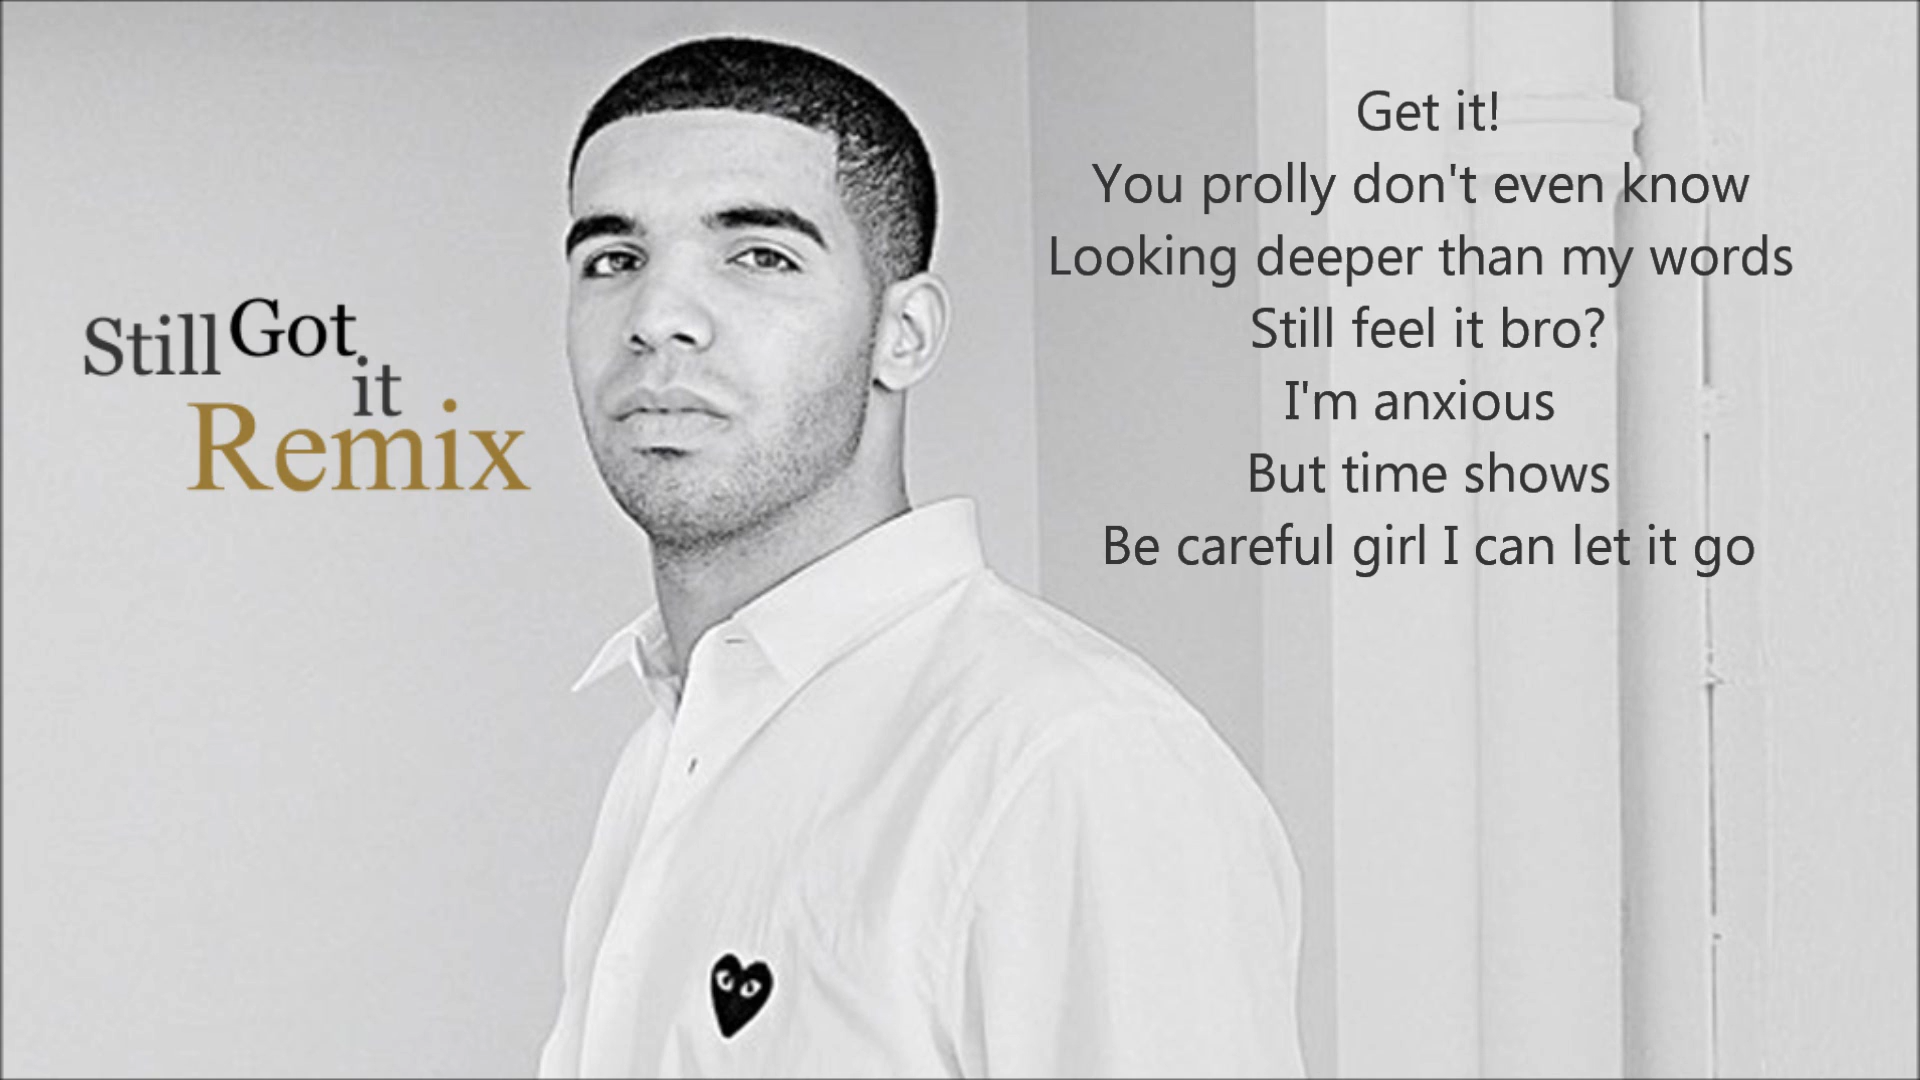 Still Got it
Remix
Get it!
You prolly don't even know
Looking deeper than my words
Still feel it bro?
I'm anxious
But time shows
Be careful girl I can let it go